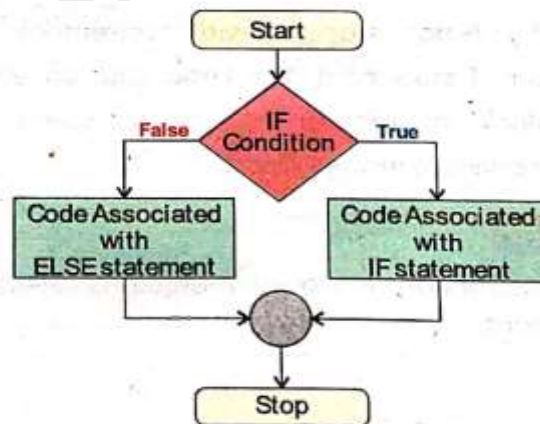 Start
IF
Condition
False
True
Code Associated
with
ELSE statement
Code Associated
with
IF statement
Stop